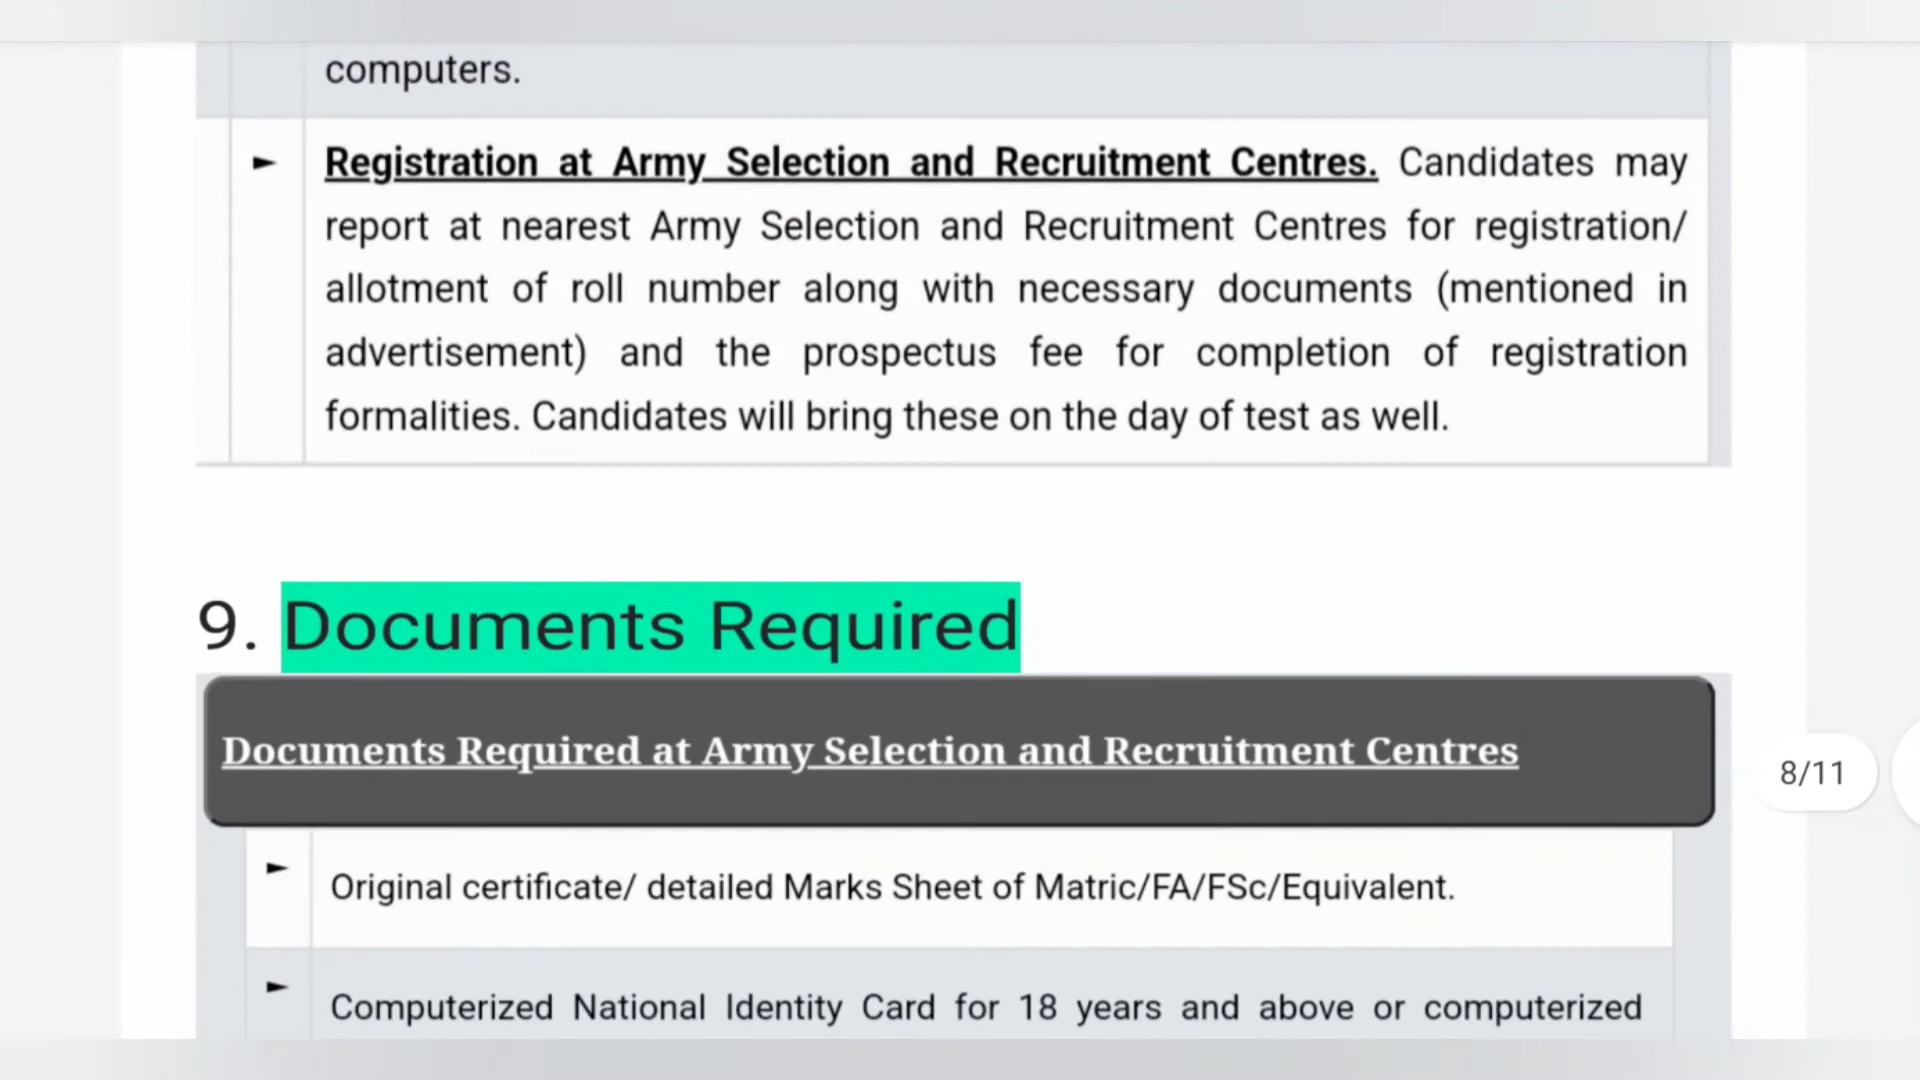 computers.
► Registration at Army Selection and Recruitment Centres. Candidates may
report at nearest Army Selection and Recruitment Centres for registration/
allotment of roll number along with necessary documents (mentioned in
advertisement) and the prospectus fee for completion of registration
formalities. Candidates will bring these on the day of test as well.
9. Documents Required
Documents Required at Army Selection and Recruitment Centres
8/11
► Original certificate/ detailed Marks Sheet of Matric/FA/FSc/Equivalent.
► Computerized National Identity Card for 18 years and above or computerized